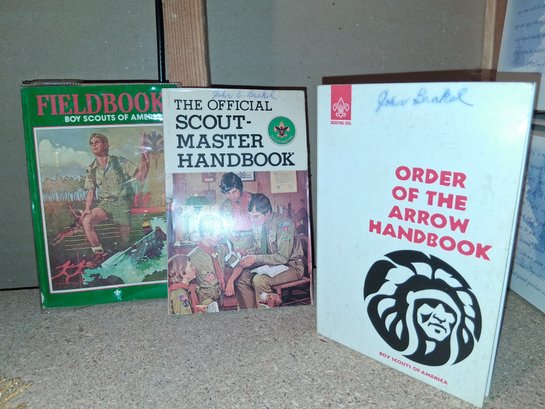 FIELDBOOK
BOY SCOUTS OF AMERICA
THE OFFICIAL
SCOUT-
MASTER
HANDBOOK
SCOUTING/USA
ORDER
OF THE
ARROW
HANDBOOK
BOY SCOUTS OF AMERICA